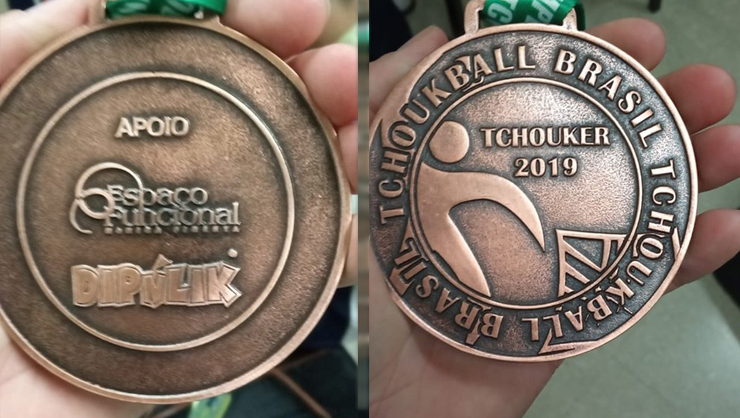 APOIO
Espaço
Funcional
DIPÚLIK
TCHOUKBALL BRASIL TCHOUKBALL BRASIL
TCHOUKER
2019